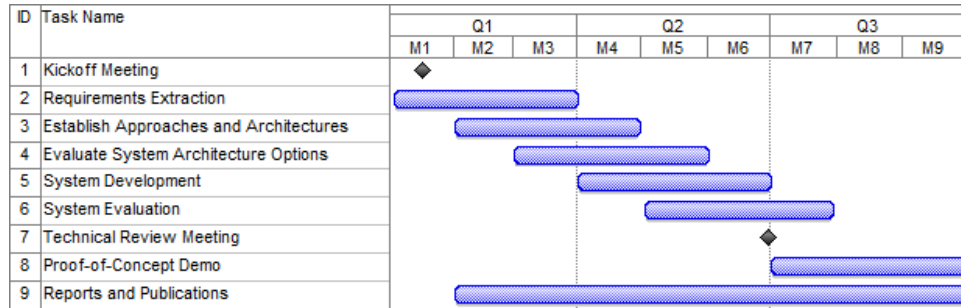 ID Task Name
Q1 Q2 Q3
M1 M2 M3 M4 M5 M6 M7 M8 M9
1 Kickoff Meeting
2 Requirements Extraction
3 Establish Approaches and Architectures
4 Evaluate System Architecture Options
5 System Development
6 System Evaluation
7 Technical Review Meeting
8 Proof-of-Concept Demo
9 Reports and Publications